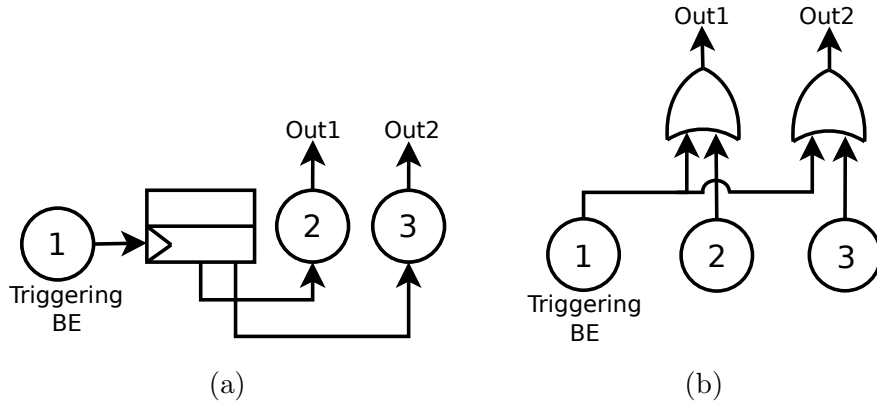 Out1 Out2
1 2 3
Triggering
BE
(a)
Out1 Out2
1 2 3
Triggering
BE
(b)